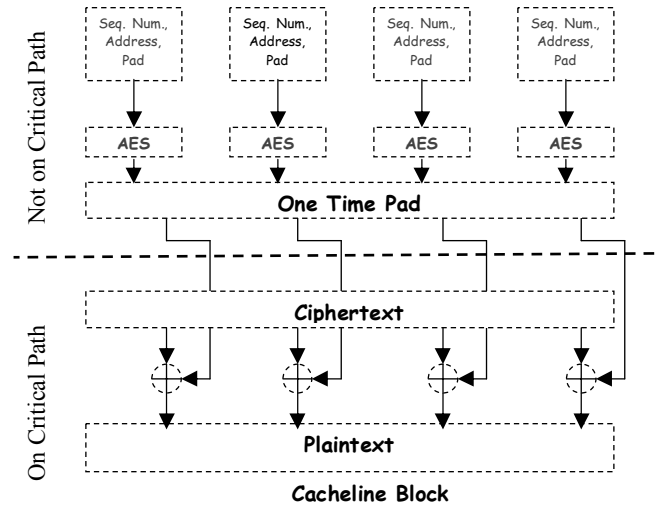 Seq. Num.,
Address,
Pad
Seq. Num.,
Address,
Pad
Seq. Num.,
Address,
Pad
Seq. Num.,
Address,
Pad
Not on Critical Path
AES
AES
AES
AES
One Time Pad
On Critical Path
Ciphertext
Plaintext
Cacheline Block